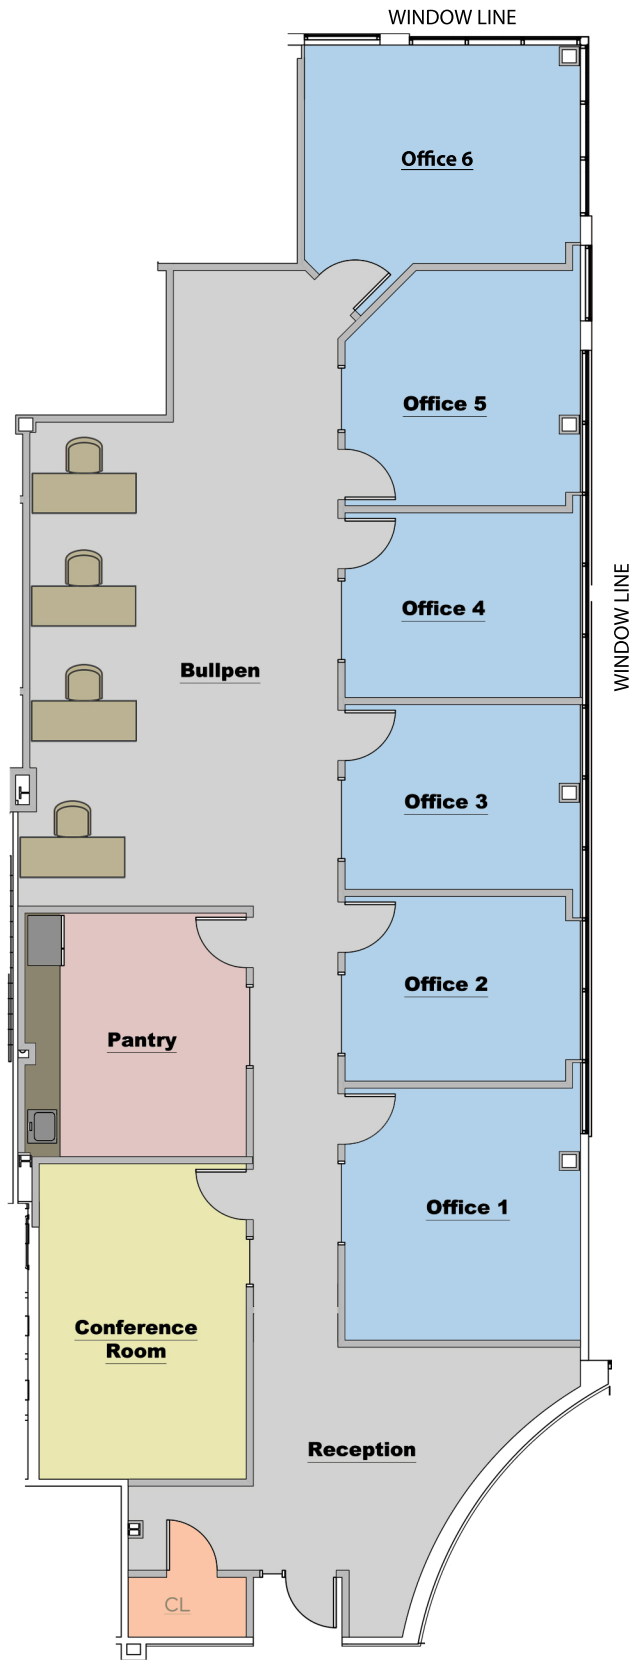 WINDOW LINE
Office 6
Office 5
Office 4
WINDOW LINE
Bullpen
Office 3
Office 2
Pantry
Office 1
Conference
Room
Reception
CL